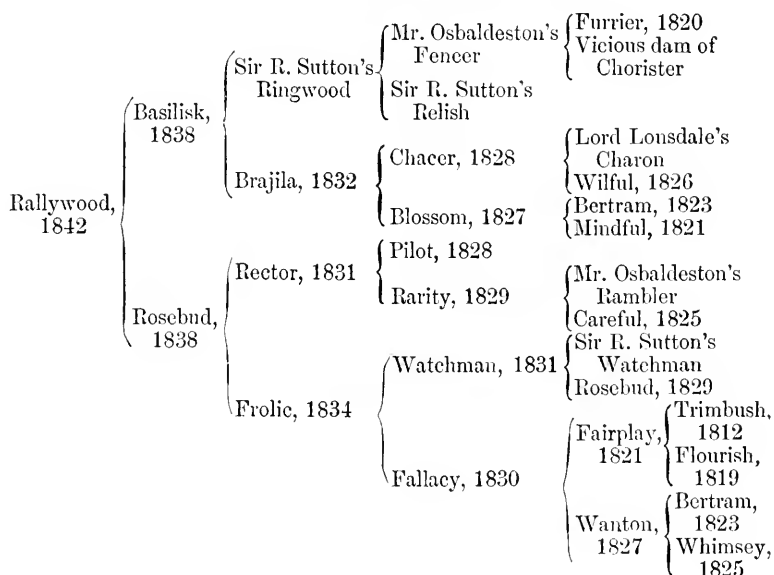 Rallywood,
1842
Basilisk,
1838
Rosebud,
1838
Sir R. Sutton's
Ringwood
Brajila, 1832
Rector, 1831
Frolic, 1834
Mr. Osbaldeston's
Fencer
Sir R. Sutton's
Relish
Chacer, 1828
Blossom, 1827
Pilot, 1828
Rarity, 1829
Watchman, 1831
Fallacy, 1830
Furrier, 1820
Vicious dam of
Chorister
Lord Lonsdale's
Charon
Wilful, 1826
Bertram, 1823
Mindful, 1821
Mr. Osbaldeston's
Rambler
Careful, 1825
Sir R. Sutton's
Watchman
Rosebud, 1829
Fairplay,
1821
Wanton,
1827
Trimbush,
1812
Flourish,
1819
Bertram,
1823
Whimsey,
1825